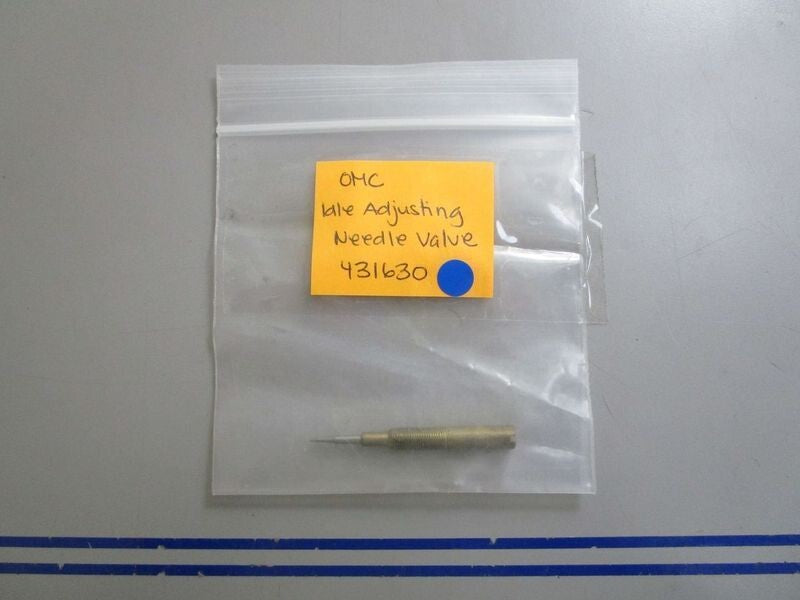 OMC
Idle Adjusting
Needle Valve
431630